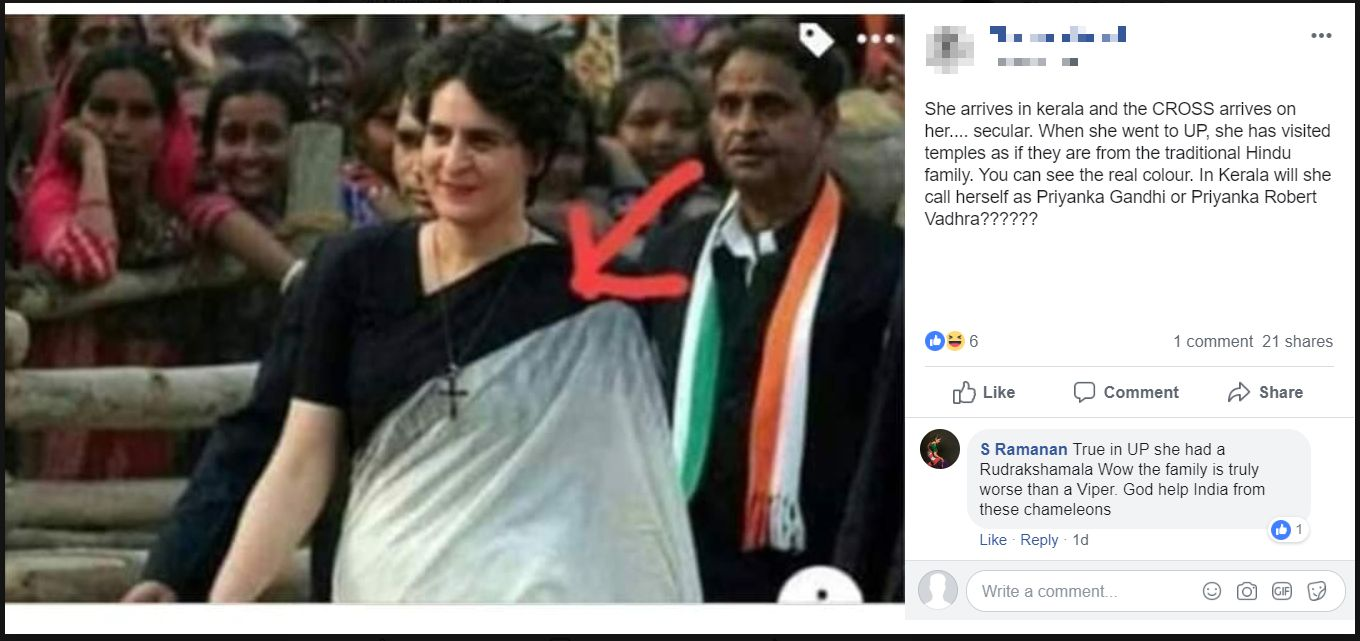 She arrives in kerala and the CROSS arrives on
her.... secular. When she went to UP, she has visited
temples as if they are from the traditional Hindu
family. You can see the real colour. In Kerala will she
call herself as Priyanka Gandhi or Priyanka Robert
Vadhra??????
6
1 comment 21 shares
Like
Comment
Share
S Ramanan True in UP she had a
Rudrakshamala Wow the family is truly
worse than a Viper. God help India from
these chameleons
1
Like · Reply · 1d
Write a comment...
GIF